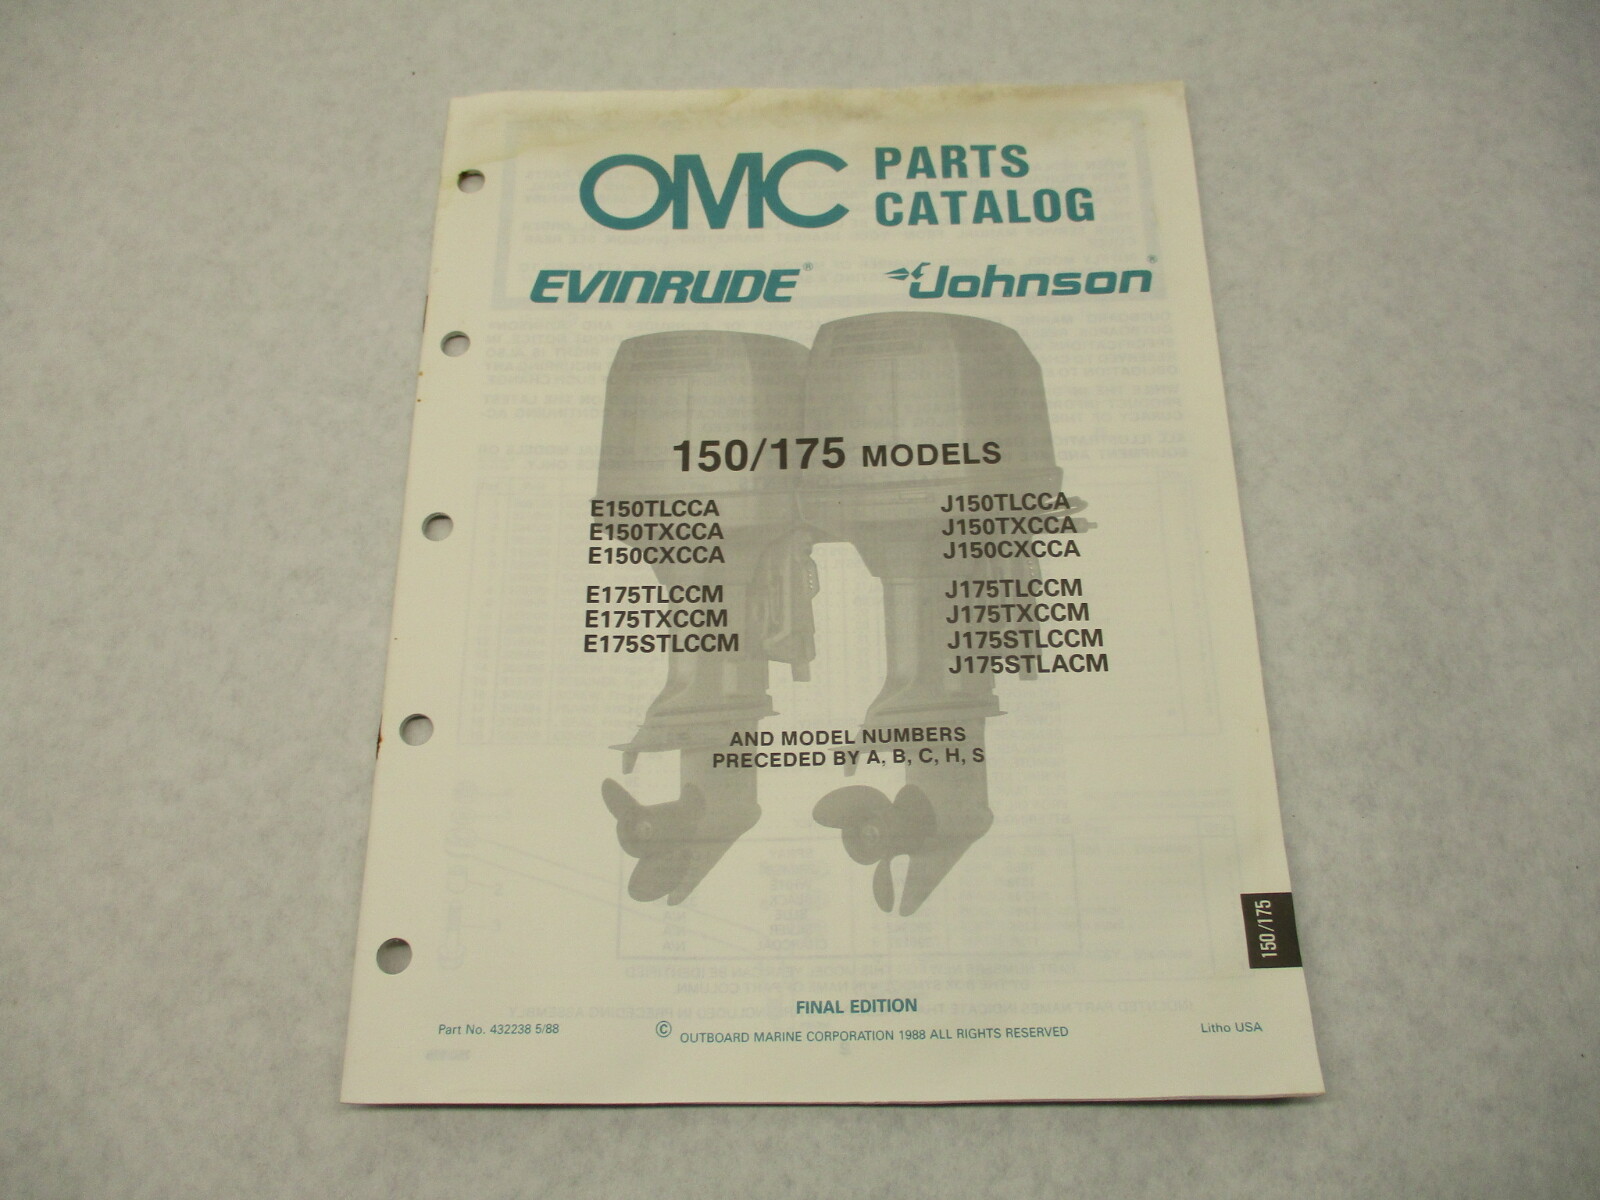 OMC PARTS
CATALOG
EVINRUDE® Johnson®
150/175 MODELS
E150TLCCA
E150TXCCA
E150CXCCA
E175TLCCM
E175TXCCM
E175STLCCM
J150TLCCA
J150TXCCA
J150CXCCA
J175TLCCM
J175TXCCM
J175STLCCM
J175STLACM
AND MODEL NUMBERS
PRECEDED BY A, B, C, H, S
150/175
FINAL EDITION
Part No. 432238 5/88
© OUTBOARD MARINE CORPORATION 1988 ALL RIGHTS RESERVED
Litho USA